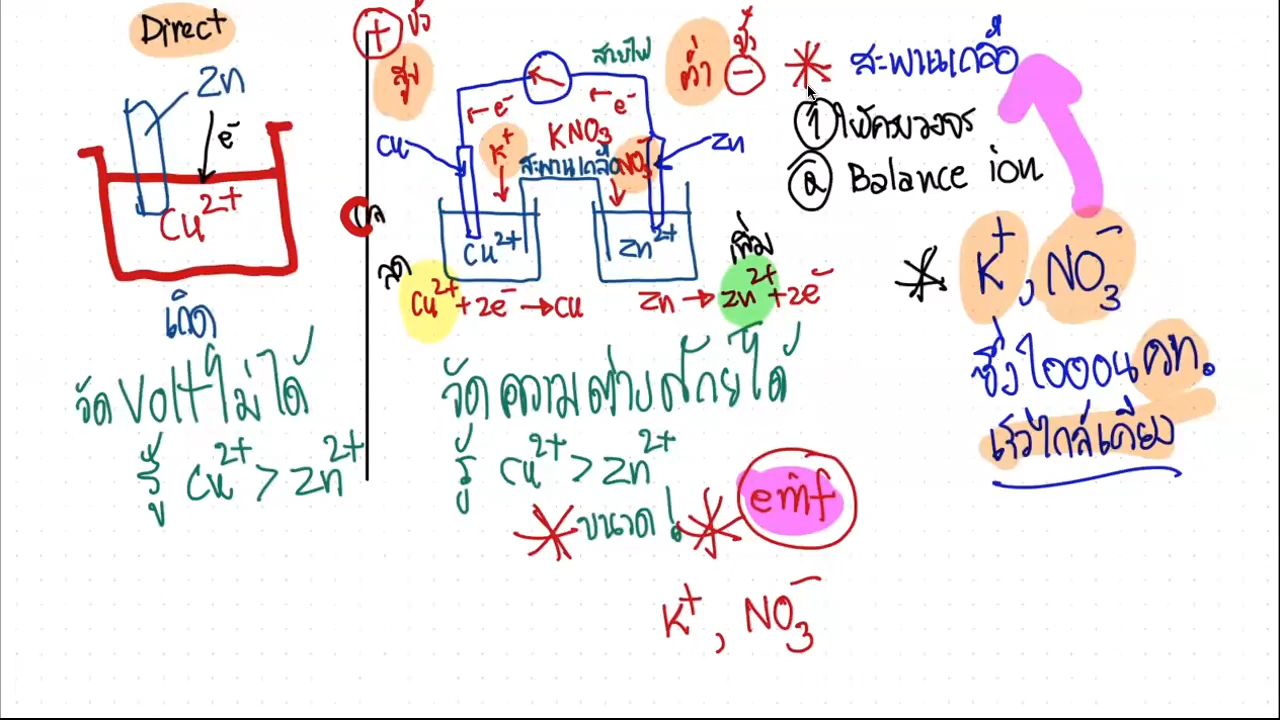 Direct
Zn
e⁻
Cu²⁺
เกิด
วัด Volt ไม่ได้
รู้ Cu²⁺ > Zn²⁺
+ ขั้ว
สูง
สายไฟ
ต่ำ
ขั้ว
−
← e⁻
← e⁻
Cu
K⁺
KNO₃
สะพานเกลือ
NO₃⁻
Zn
Cu²⁺
Zn²⁺
ลด
เพิ่ม
Cu²⁺ + 2e⁻ → Cu
Zn → Zn²⁺ + 2e⁻
วัดความต่างศักย์ได้
รู้ Cu²⁺ > Zn²⁺
* ขนาด ! *
emf
K⁺, NO₃⁻
* สะพานเกลือ
① ให้ครบวงจร
② Balance ion
* K⁺, NO₃⁻
ซึ่งไอออนคท.
เร็วใกล้เคียง